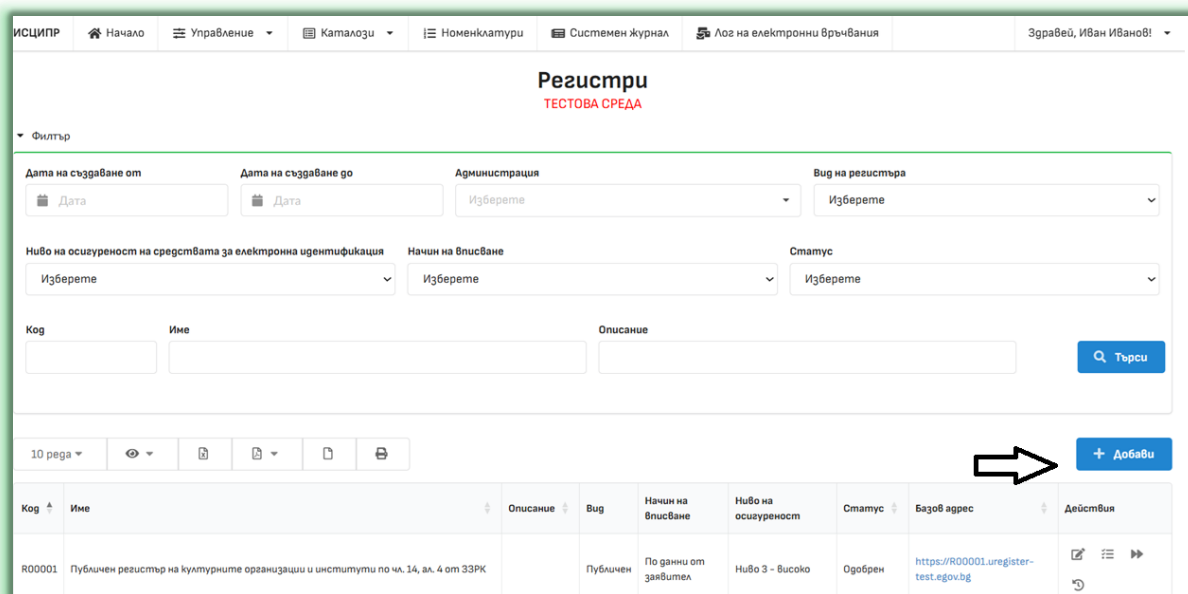 ИСЦИПР Начало Управление Каталози Номенклатури Системен журнал Лог на електронни връчвания Здравей, Иван Иванов!
Регистри
ТЕСТОВА СРЕДА
Филтър
Дата на създаване от Дата на създаване до Администрация Вид на регистъра
Дата Дата Изберете Изберете
Ниво на осигуреност на средствата за електронна идентификация Начин на вписване Статус
Изберете Изберете Изберете
Код Име Описание
Търси
10 реда + Добави
Код Име Описание Вид Начин на вписване Ниво на осигуреност Статус Базов адрес Действия
R00001 Публичен регистър на културните организации и институти по чл. 14, ал. 4 от ЗЗРК Публичен По данни от заявител Ниво 3 - високо Одобрен https://R00001.uregister-test.egov.bg